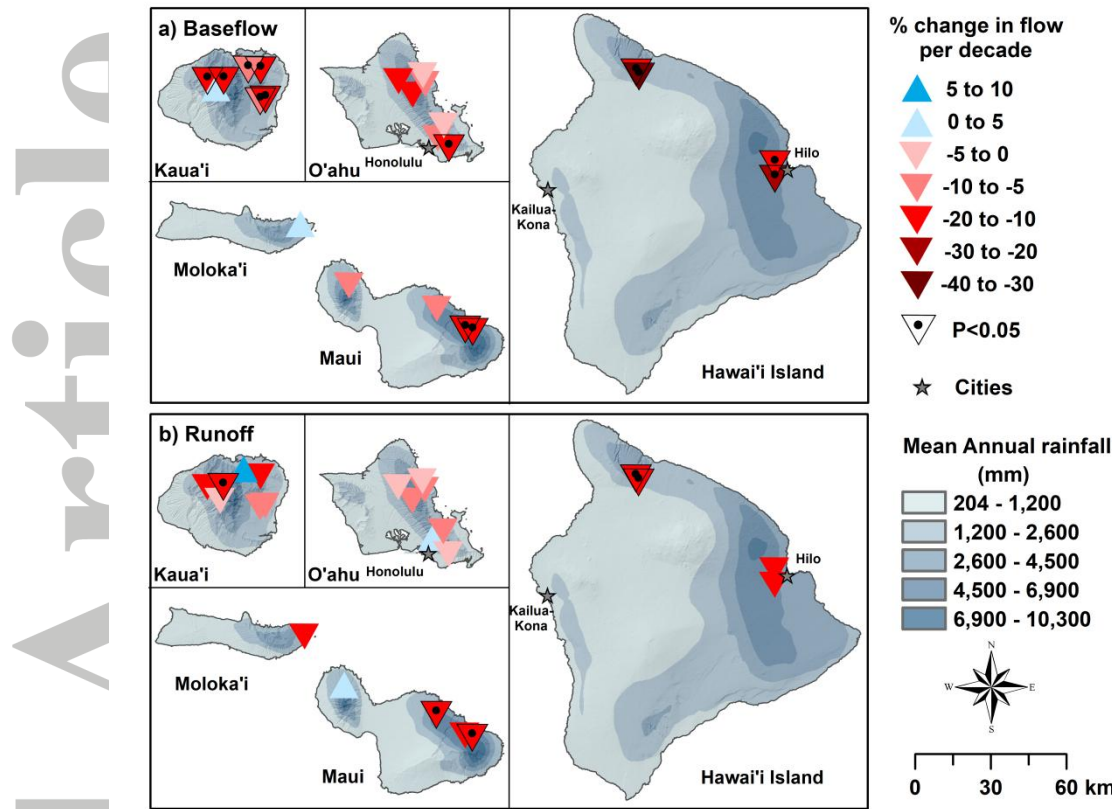 Article
a) Baseflow
Kaua'i
O'ahu
Honolulu
Moloka'i
Maui
Hilo
Kailua-
Kona
Hawai'i Island
b) Runoff
Kaua'i
O'ahu
Honolulu
Moloka'i
Maui
Hilo
Kailua-
Kona
Hawai'i Island
% change in flow
per decade
5 to 10
0 to 5
-5 to 0
-10 to -5
-20 to -10
-30 to -20
-40 to -30
P<0.05
Cities
Mean Annual rainfall
(mm)
204 - 1,200
1,200 - 2,600
2,600 - 4,500
4,500 - 6,900
6,900 - 10,300
N
W E
S
0 30 60 km